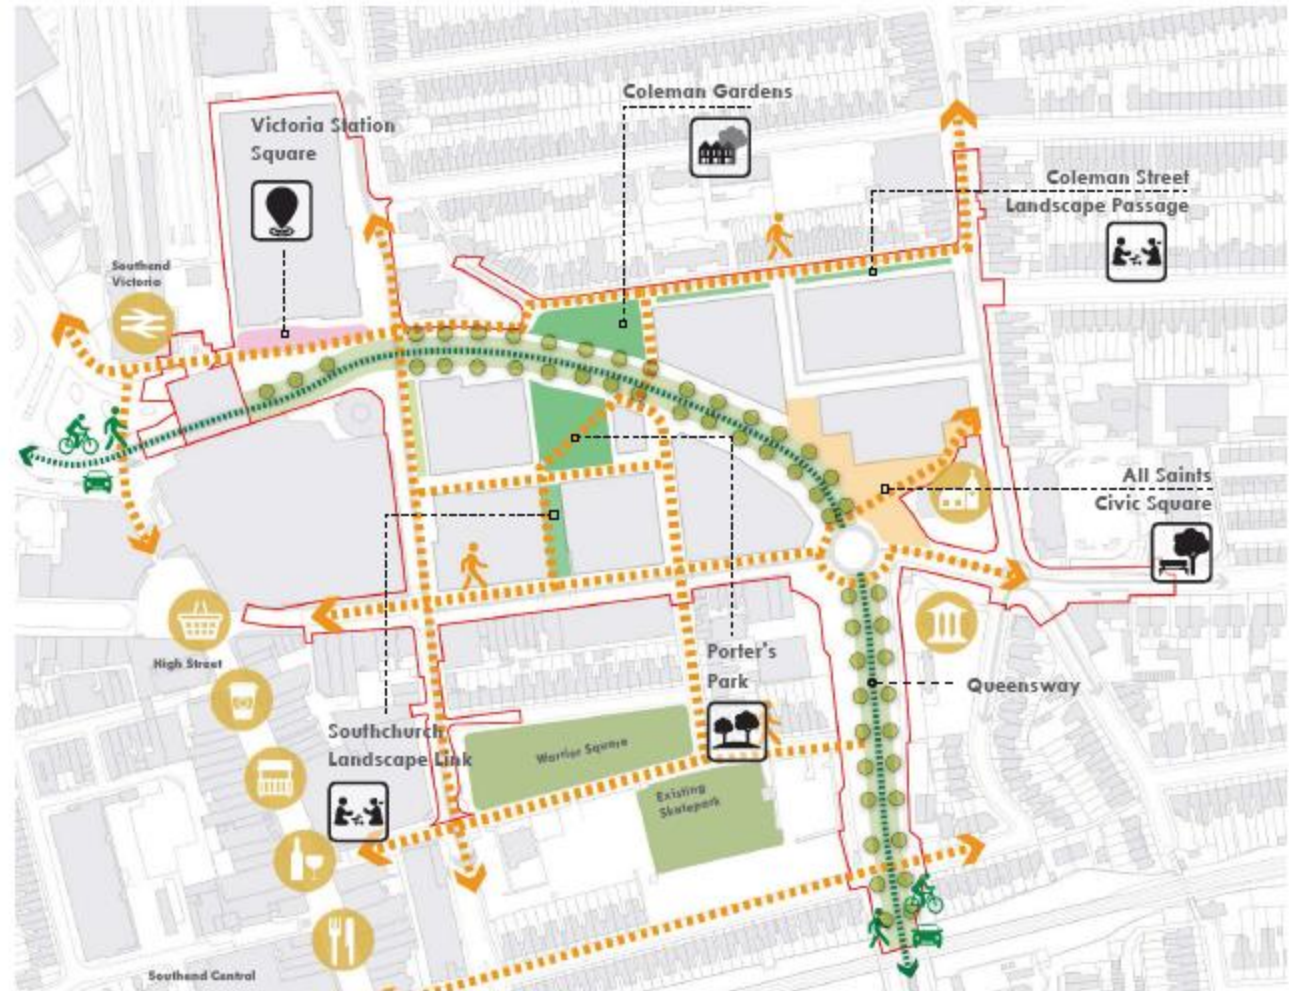 Coleman Gardens
Victoria Station
Square
Coleman Street
Landscape Passage
Southend
Victoria
All Saints
Civic Square
High Street
Porter's
Park
Queensway
Southchurch
Landscape Link
Warrior Square
Existing
Skatepark
Southend Central